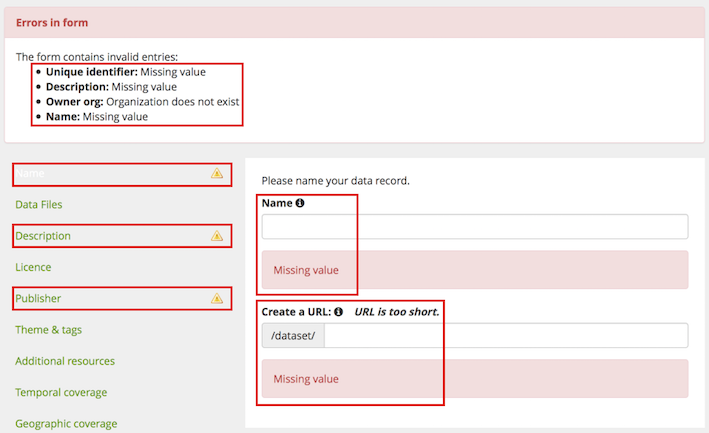 Errors in form
The form contains invalid entries:
Unique identifier: Missing value
Description: Missing value
Owner org: Organization does not exist
Name: Missing value
Name
Data Files
Description
Licence
Publisher
Theme & tags
Additional resources
Temporal coverage
Geographic coverage
Please name your data record.
Name
Missing value
Create a URL: URL is too short.
/dataset/
Missing value